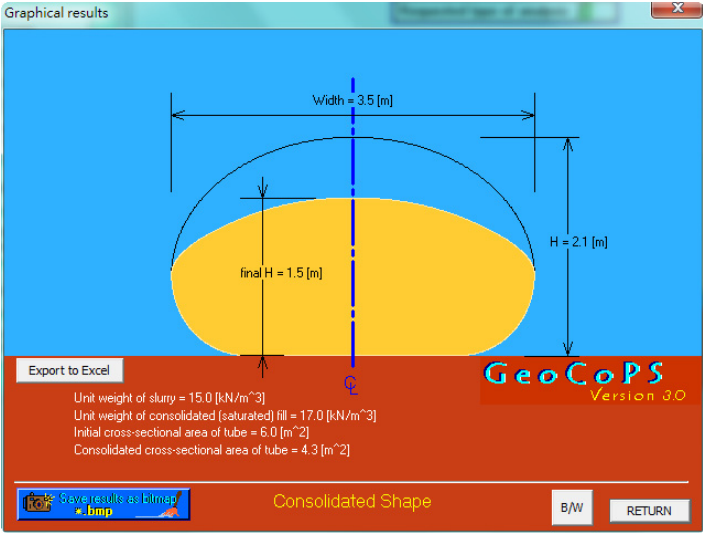 Graphical results
Width = 3.5 [m]
H = 2.1 [m]
final H = 1.5 [m]
Export to Excel
GeoCoPS
Version 3.0
Unit weight of slurry = 15.0 [kN/m^3]
Unit weight of consolidated (saturated) fill = 17.0 [kN/m^3]
Initial cross-sectional area of tube = 6.0 [m^2]
Consolidated cross-sectional area of tube = 4.3 [m^2]
Save results as bitmap
*.bmp
Consolidated Shape
B/W
RETURN